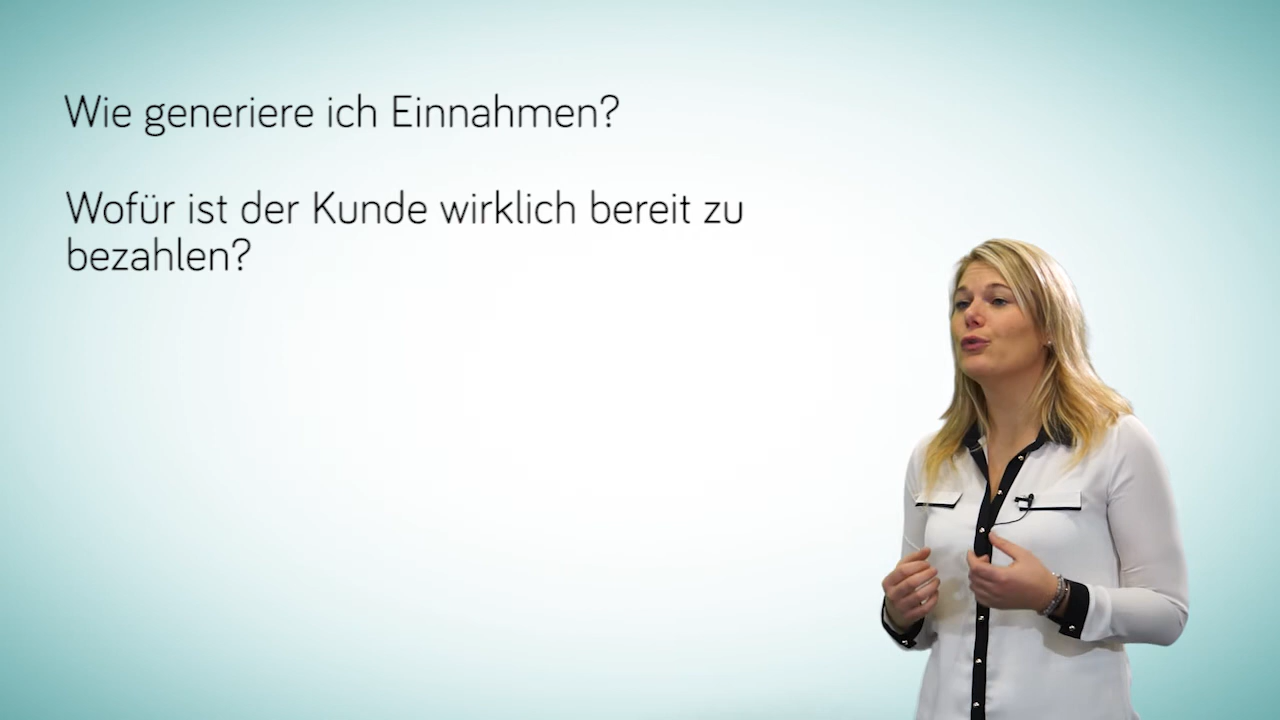 Wie generiere ich Einnahmen?
Wofür ist der Kunde wirklich bereit zu
bezahlen?